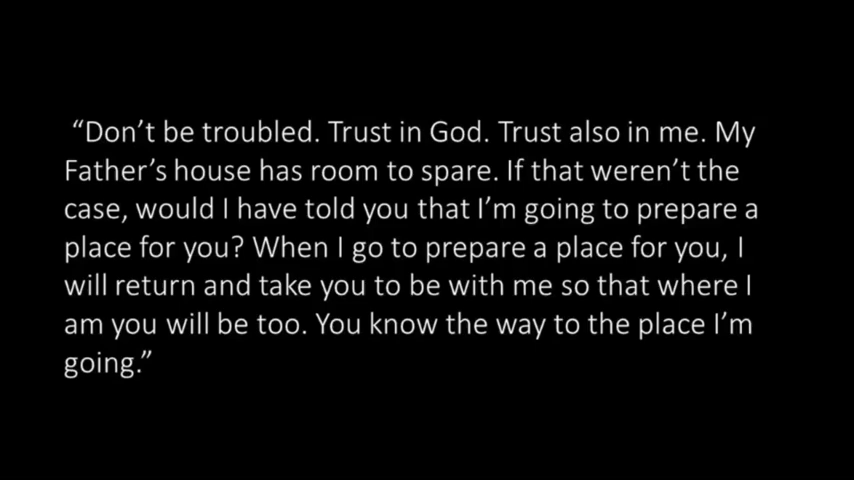 “Don’t be troubled. Trust in God. Trust also in me. My
Father’s house has room to spare. If that weren’t the
case, would I have told you that I’m going to prepare a
place for you? When I go to prepare a place for you, I
will return and take you to be with me so that where I
am you will be too. You know the way to the place I’m
going.”